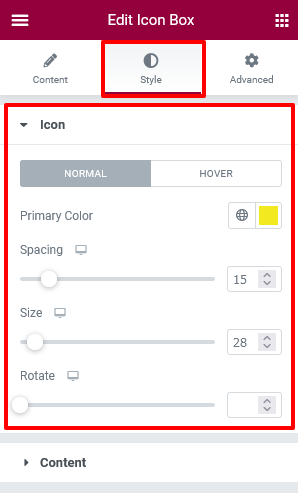 Edit Icon Box
Content Style Advanced
Icon
NORMAL HOVER
Primary Color
Spacing
15
Size
28
Rotate
Content